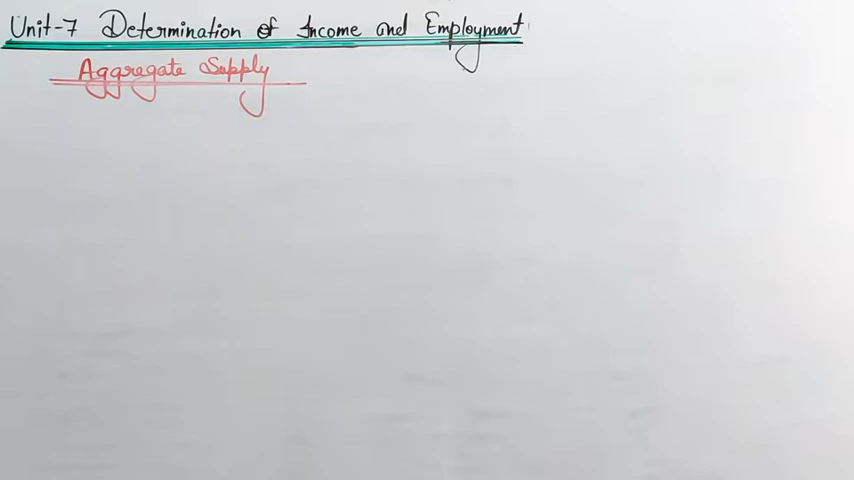 Unit-7 Determination of Income and Employment
Aggregate Supply